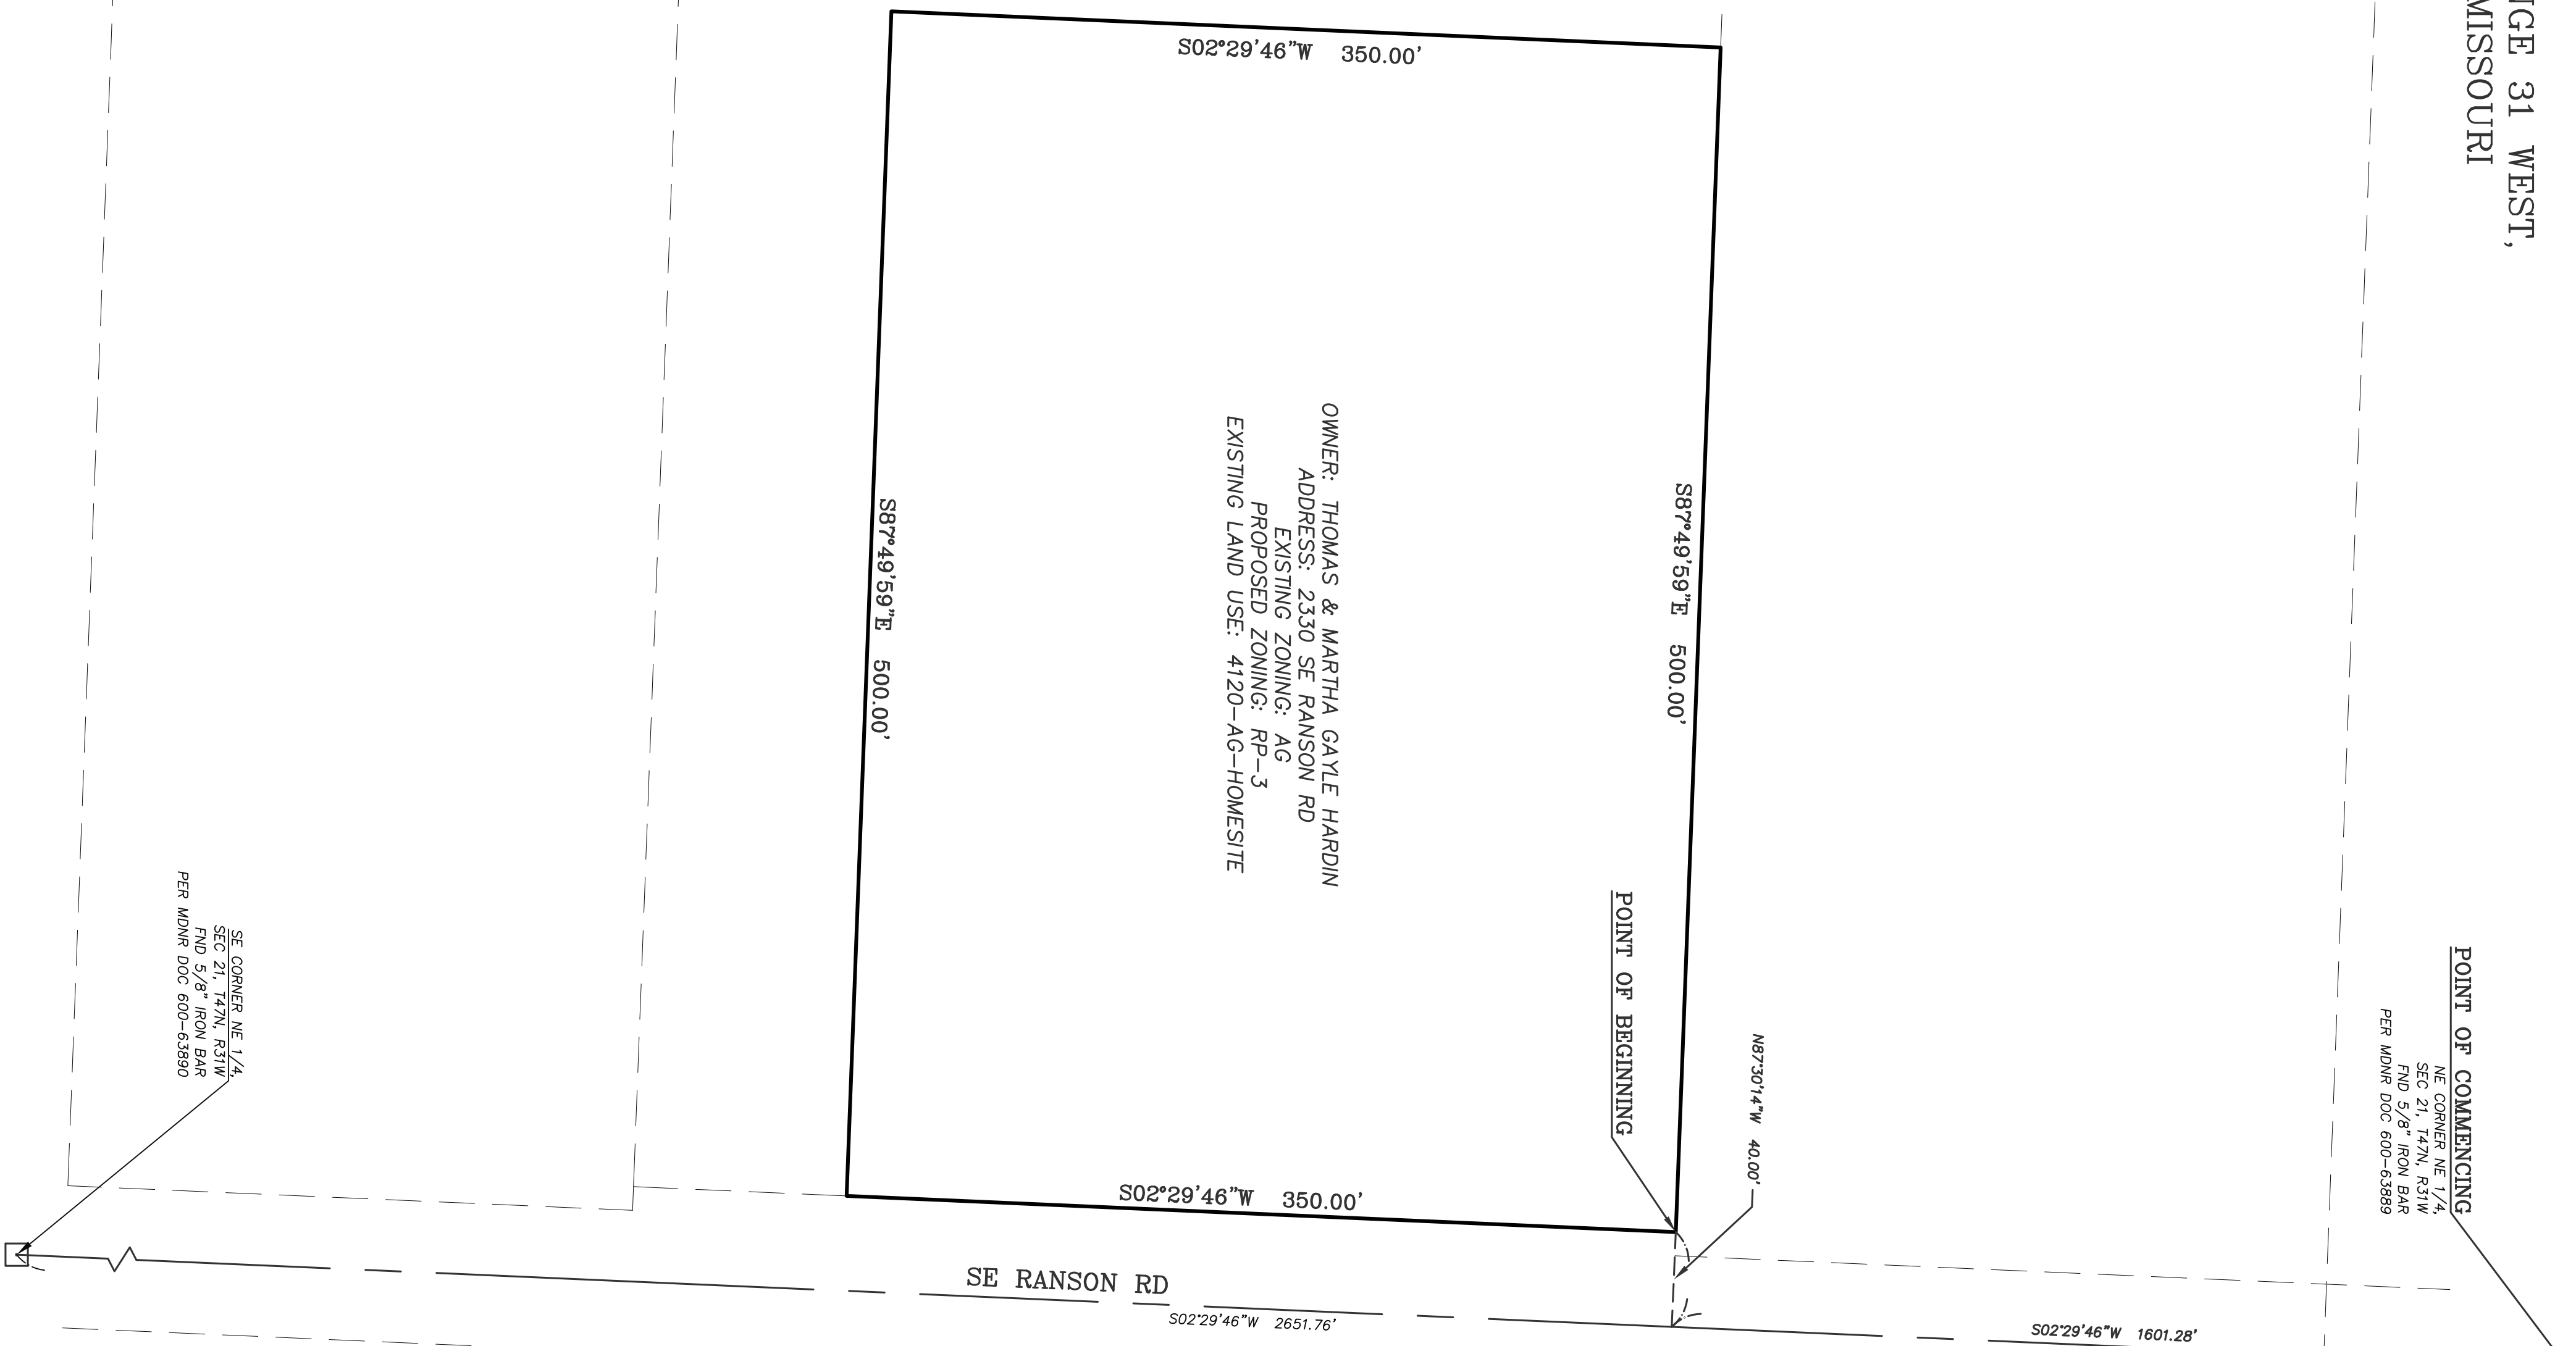 NGE 31 WEST,
MISSOURI
S02°29'46"W 350.00'
S87°49'59"E 500.00'
S87°49'59"E 500.00'
OWNER: THOMAS & MARTHA GAYLE HARDIN
ADDRESS: 2330 SE RANSON RD
EXISTING ZONING: AG
PROPOSED ZONING: RP-3
EXISTING LAND USE: 4120-AG-HOMESITE
POINT OF BEGINNING
N87°30'14"W 40.00'
POINT OF COMMENCING
NE CORNER NE 1/4,
SEC 21, T47N, R31W
FND 5/8" IRON BAR
PER MDNR DOC 600-63889
SE CORNER NE 1/4,
SEC 21, T47N, R31W
FND 5/8" IRON BAR
PER MDNR DOC 600-63890
S02°29'46"W 350.00'
SE RANSON RD
S02°29'46"W 2651.76'
S02°29'46"W 1601.28'